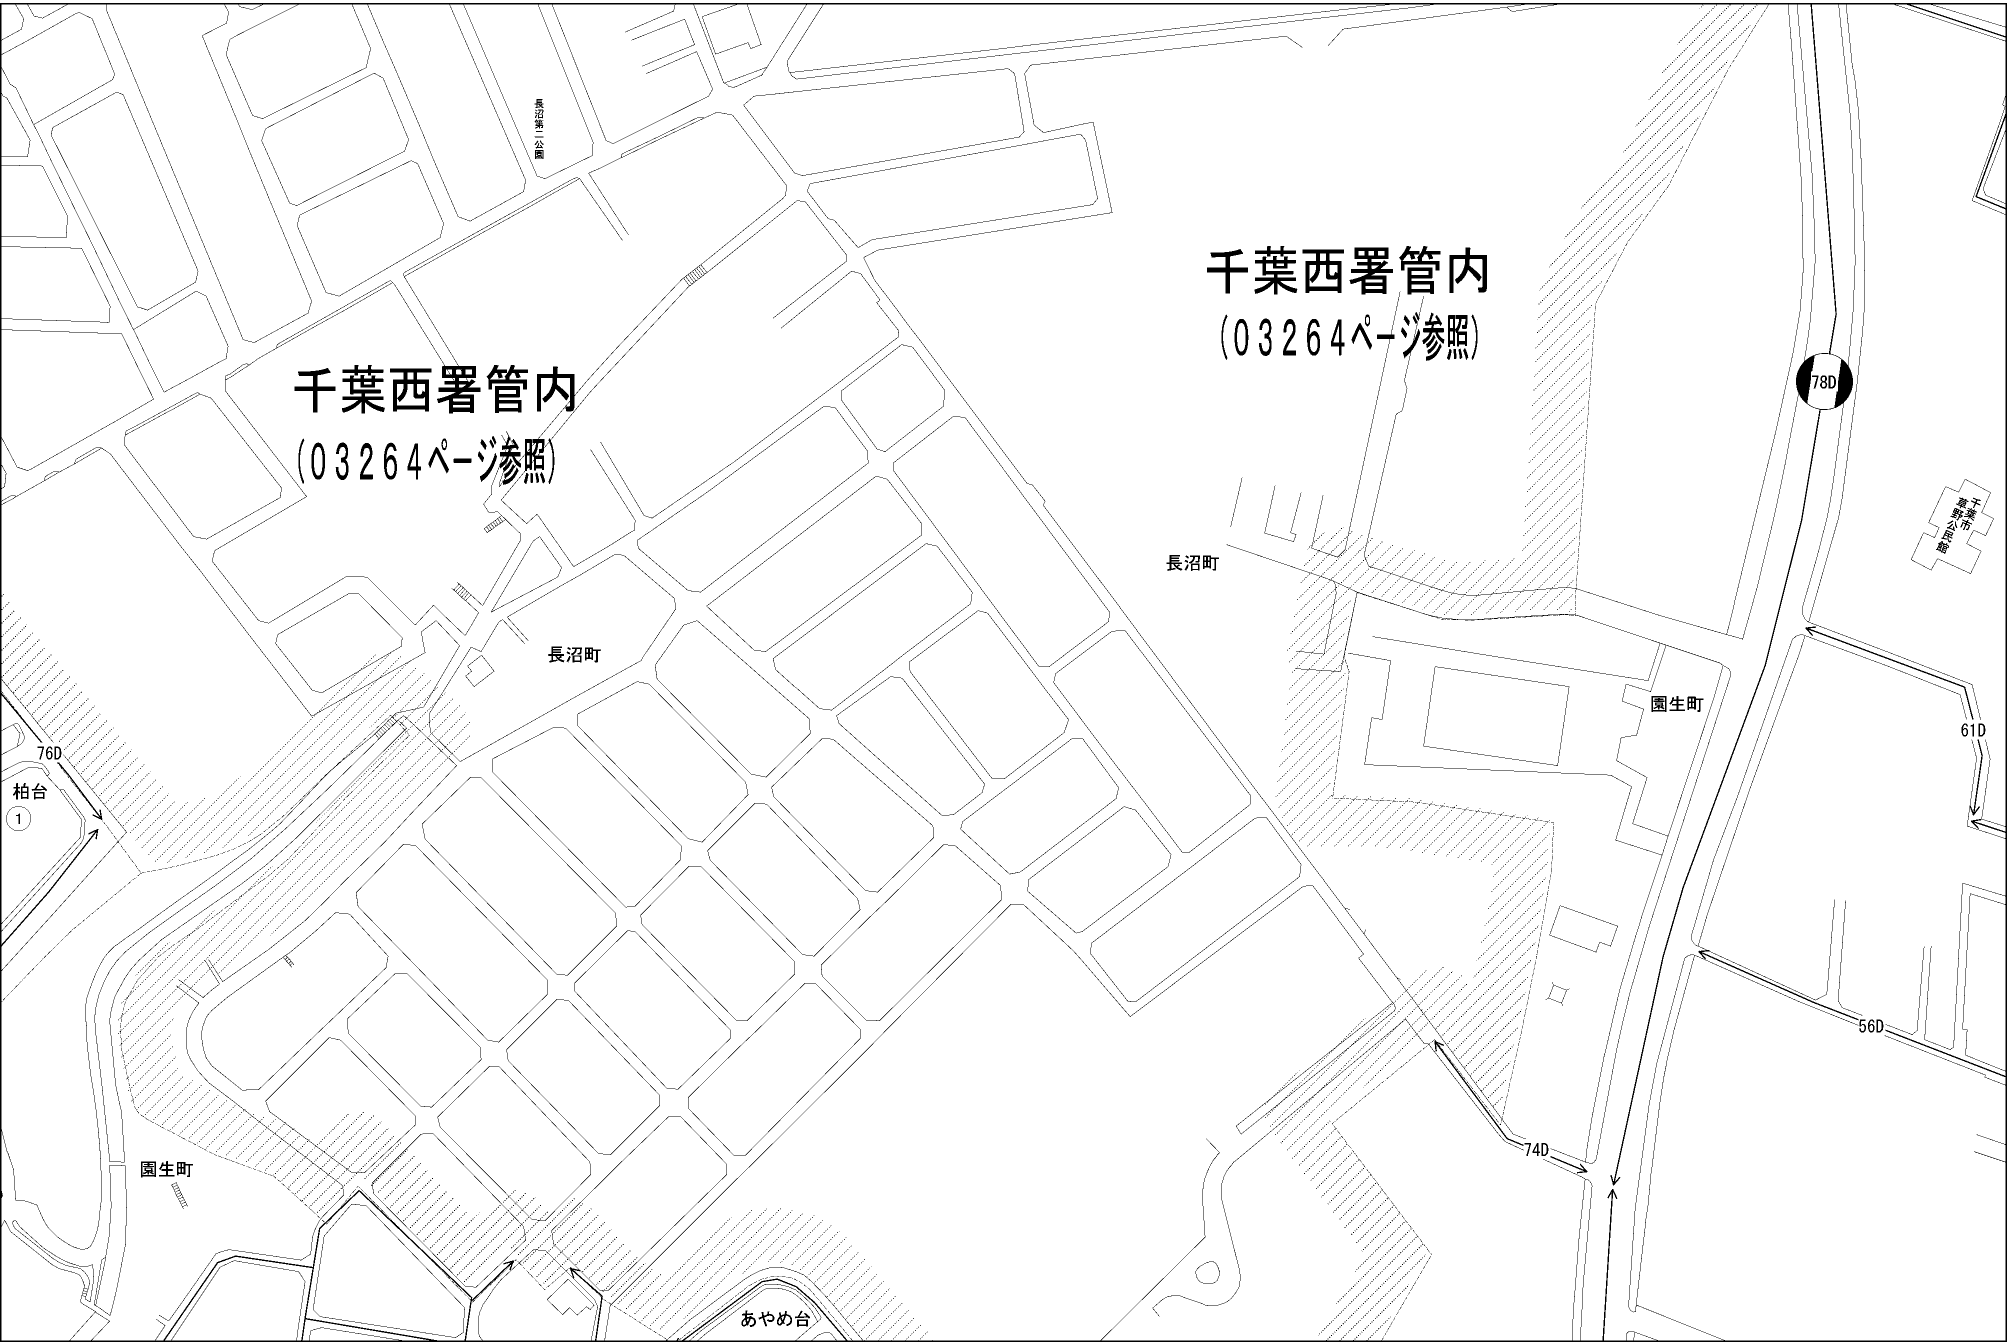 長沼第二公園
千葉西署管内
(03264ページ参照)
千葉西署管内
(03264ページ参照)
78D
千葉市
草野公民館
長沼町
長沼町
園生町
61D
76D
柏台
1
56D
74D
園生町
あやめ台